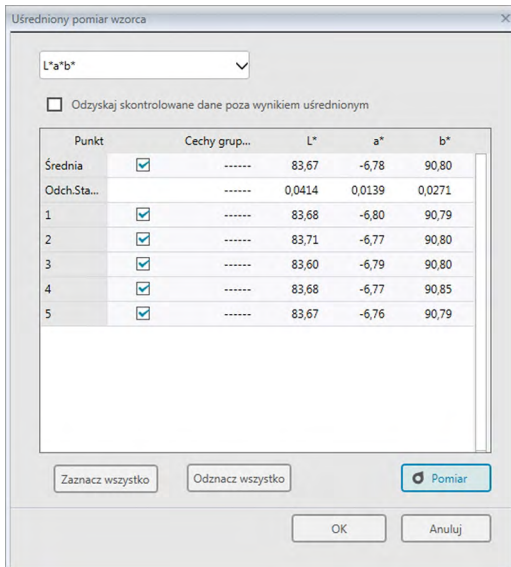 Uśredniony pomiar wzorca
L*a*b*
Odzyskaj skontrolowane dane poza wynikiem uśrednionym
Punkt Cechy grup... L* a* b*
Średnia ------ 83,67 -6,78 90,80
Odch.Sta... ------ 0,0414 0,0139 0,0271
1 ------ 83,68 -6,80 90,79
2 ------ 83,71 -6,77 90,80
3 ------ 83,60 -6,79 90,80
4 ------ 83,68 -6,77 90,85
5 ------ 83,67 -6,76 90,79
Zaznacz wszystko Odznacz wszystko Pomiar
OK Anuluj